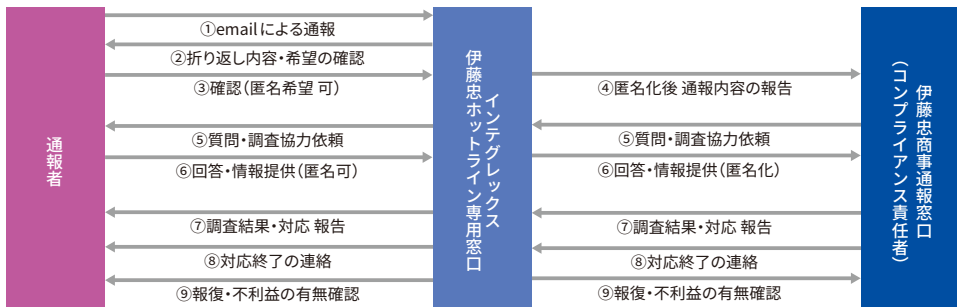 通報者
①emailによる通報
②折り返し内容・希望の確認
③確認（匿名希望 可）
⑤質問・調査協力依頼
⑥回答・情報提供（匿名可）
⑦調査結果・対応 報告
⑧対応終了の連絡
⑨報復・不利益の有無確認
インテグレックス
伊藤忠ホットライン専用窓口
④匿名化後 通報内容の報告
⑤質問・調査協力依頼
⑥回答・情報提供（匿名化）
⑦調査結果・対応 報告
⑧対応終了の連絡
⑨報復・不利益の有無確認
伊藤忠商事通報窓口
（コンプライアンス責任者）